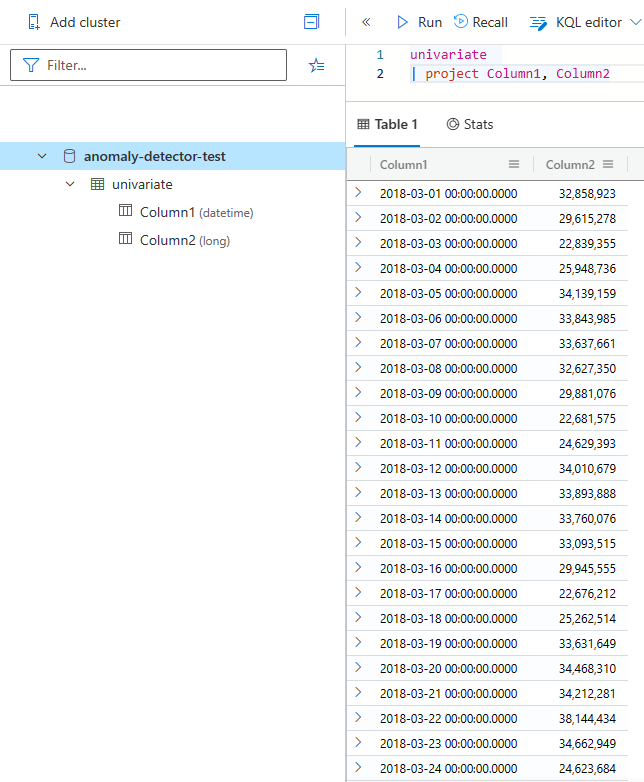 Add cluster
Filter...
anomaly-detector-test
univariate
Column1 (datetime)
Column2 (long)
« Run Recall KQL editor
1 univariate
2 | project Column1, Column2
Table 1 Stats
Column1 Column2
2018-03-01 00:00:00.0000 32,858,923
2018-03-02 00:00:00.0000 29,615,278
2018-03-03 00:00:00.0000 22,839,355
2018-03-04 00:00:00.0000 25,948,736
2018-03-05 00:00:00.0000 34,139,159
2018-03-06 00:00:00.0000 33,843,985
2018-03-07 00:00:00.0000 33,637,661
2018-03-08 00:00:00.0000 32,627,350
2018-03-09 00:00:00.0000 29,881,076
2018-03-10 00:00:00.0000 22,681,575
2018-03-11 00:00:00.0000 24,629,393
2018-03-12 00:00:00.0000 34,010,679
2018-03-13 00:00:00.0000 33,893,888
2018-03-14 00:00:00.0000 33,760,076
2018-03-15 00:00:00.0000 33,093,515
2018-03-16 00:00:00.0000 29,945,555
2018-03-17 00:00:00.0000 22,676,212
2018-03-18 00:00:00.0000 25,262,514
2018-03-19 00:00:00.0000 33,631,649
2018-03-20 00:00:00.0000 34,468,310
2018-03-21 00:00:00.0000 34,212,281
2018-03-22 00:00:00.0000 38,144,434
2018-03-23 00:00:00.0000 34,662,949
2018-03-24 00:00:00.0000 24,623,684